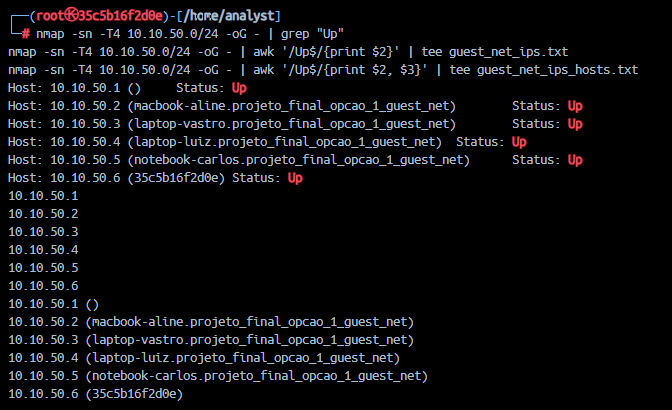 ┌──(root㉿35c5b16f2d0e)-[/home/analyst]
└─# nmap -sn -T4 10.10.50.0/24 -oG - | grep "Up"
nmap -sn -T4 10.10.50.0/24 -oG - | awk '/Up$/{print $2}' | tee guest_net_ips.txt
nmap -sn -T4 10.10.50.0/24 -oG - | awk '/Up$/{print $2, $3}' | tee guest_net_ips_hosts.txt
Host: 10.10.50.1 ()     Status: Up
Host: 10.10.50.2 (macbook-aline.projeto_final_opcao_1_guest_net)        Status: Up
Host: 10.10.50.3 (laptop-vastro.projeto_final_opcao_1_guest_net)        Status: Up
Host: 10.10.50.4 (laptop-luiz.projeto_final_opcao_1_guest_net)  Status: Up
Host: 10.10.50.5 (notebook-carlos.projeto_final_opcao_1_guest_net)      Status: Up
Host: 10.10.50.6 (35c5b16f2d0e) Status: Up
10.10.50.1
10.10.50.2
10.10.50.3
10.10.50.4
10.10.50.5
10.10.50.6
10.10.50.1 ()
10.10.50.2 (macbook-aline.projeto_final_opcao_1_guest_net)
10.10.50.3 (laptop-vastro.projeto_final_opcao_1_guest_net)
10.10.50.4 (laptop-luiz.projeto_final_opcao_1_guest_net)
10.10.50.5 (notebook-carlos.projeto_final_opcao_1_guest_net)
10.10.50.6 (35c5b16f2d0e)